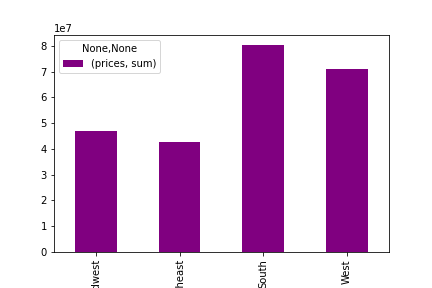 1e7
None,None
(prices, sum)
8
7
6
5
4
3
2
1
0
dwest
heast
South
West